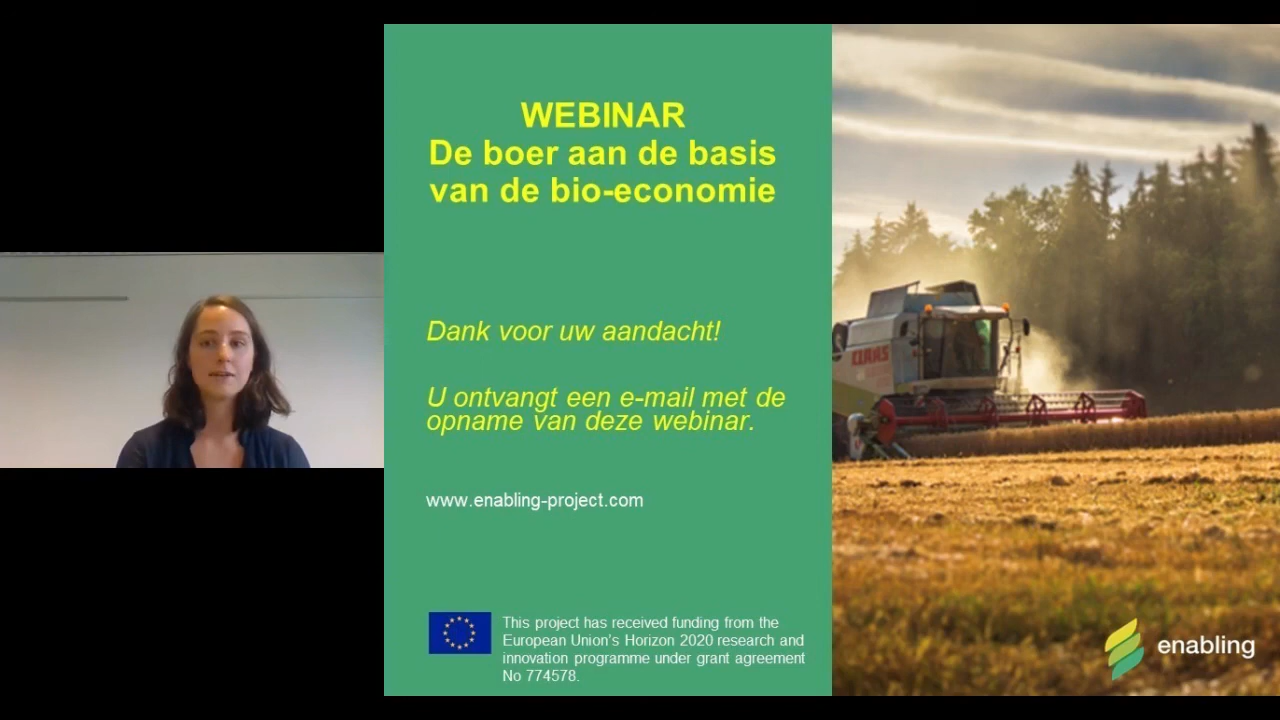 WEBINAR
De boer aan de basis
van de bio-economie
Dank voor uw aandacht!
U ontvangt een e-mail met de
opname van deze webinar.
www.enabling-project.com
This project has received funding from the
European Union's Horizon 2020 research and
innovation programme under grant agreement
No 774578.
CLAAS
enabling